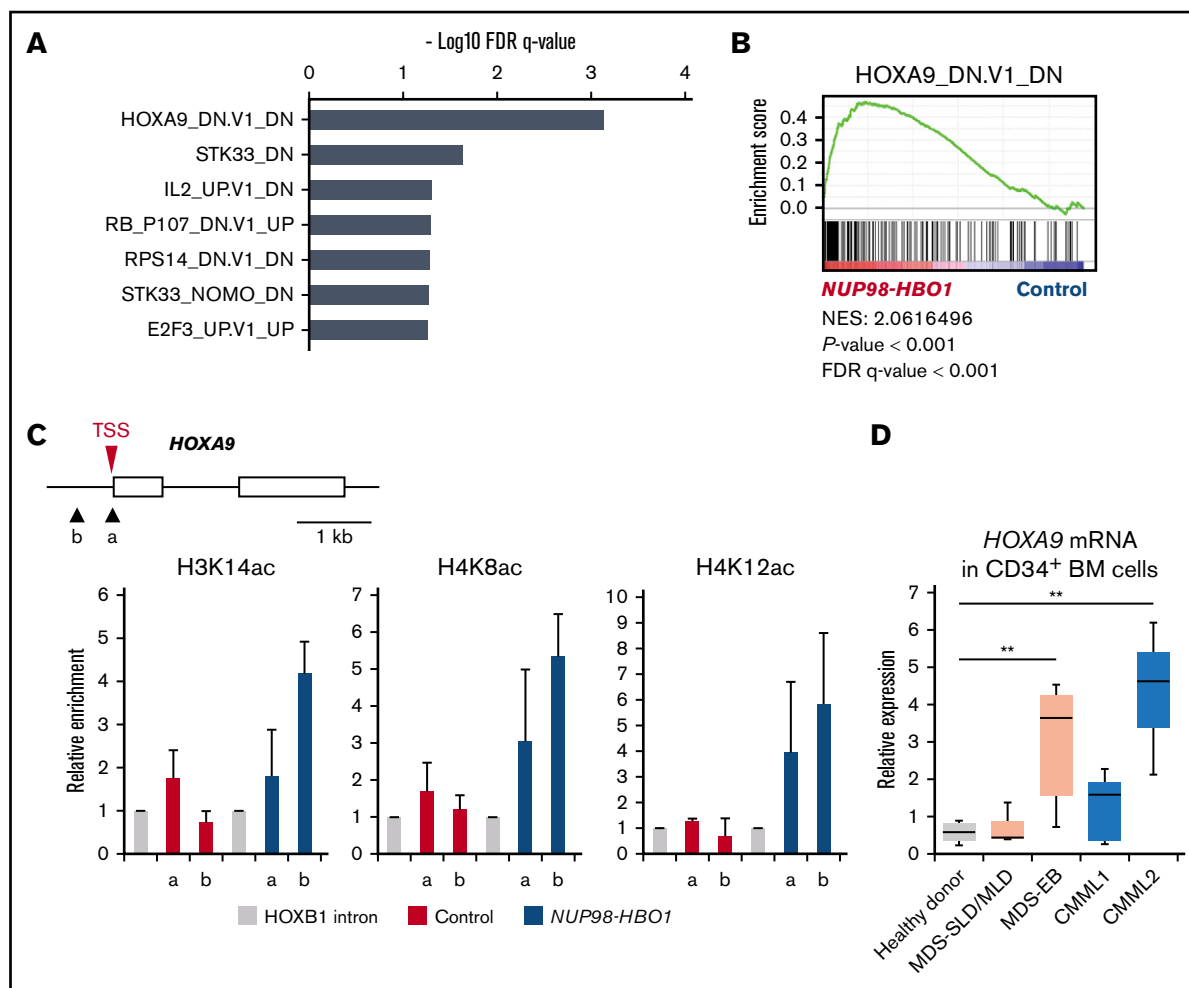 A
- Log10 FDR q-value
0 1 2 3 4
HOXA9_DN.V1_DN
STK33_DN
IL2_UP.V1_DN
RB_P107_DN.V1_UP
RPS14_DN.V1_DN
STK33_NOMO_DN
E2F3_UP.V1_UP
B
HOXA9_DN.V1_DN
Enrichment score
0.4
0.3
0.2
0.1
0.0
NUP98-HBO1 Control
NES: 2.0616496
P-value < 0.001
FDR q-value < 0.001
C
TSS
HOXA9
b a
1 kb
H3K14ac
Relative enrichment
6
5
4
3
2
1
0
a b a b
H4K8ac
7
6
5
4
3
2
1
0
a b a b
H4K12ac
10
9
8
7
6
5
4
3
2
1
0
a b a b
HOXB1 intron Control NUP98-HBO1
D
HOXA9 mRNA
in CD34+ BM cells
Relative expression
7
6
5
4
3
2
1
0
**
**
Healthy donor
MDS-SLD/MLD
MDS-EB
CMML1
CMML2